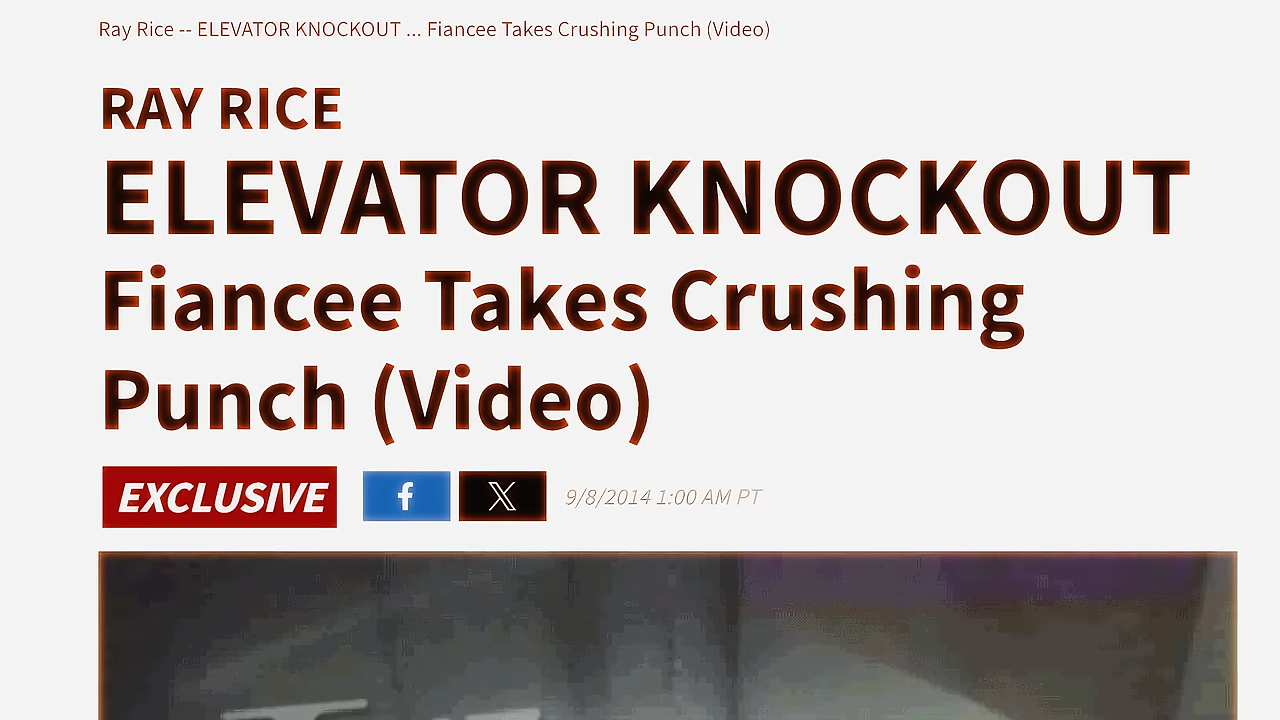 Ray Rice -- ELEVATOR KNOCKOUT ... Fiancee Takes Crushing Punch (Video)
RAY RICE
ELEVATOR KNOCKOUT
Fiancee Takes Crushing
Punch (Video)
EXCLUSIVE f X 9/8/2014 1:00 AM PT